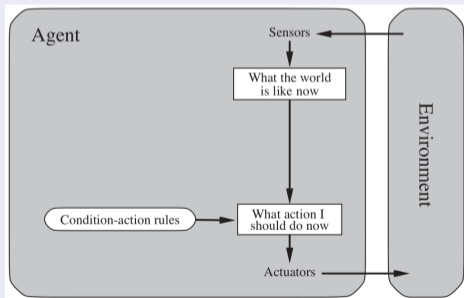 Agent
Sensors
What the world
is like now
Environment
Condition-action rules
What action I
should do now
Actuators